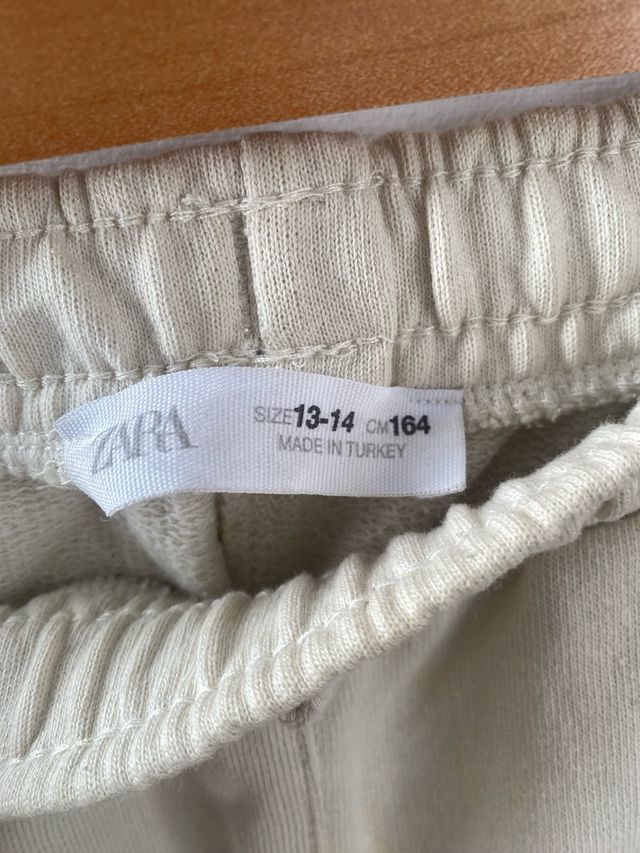 ZARA
SIZE 13-14 CM 164
MADE IN TURKEY